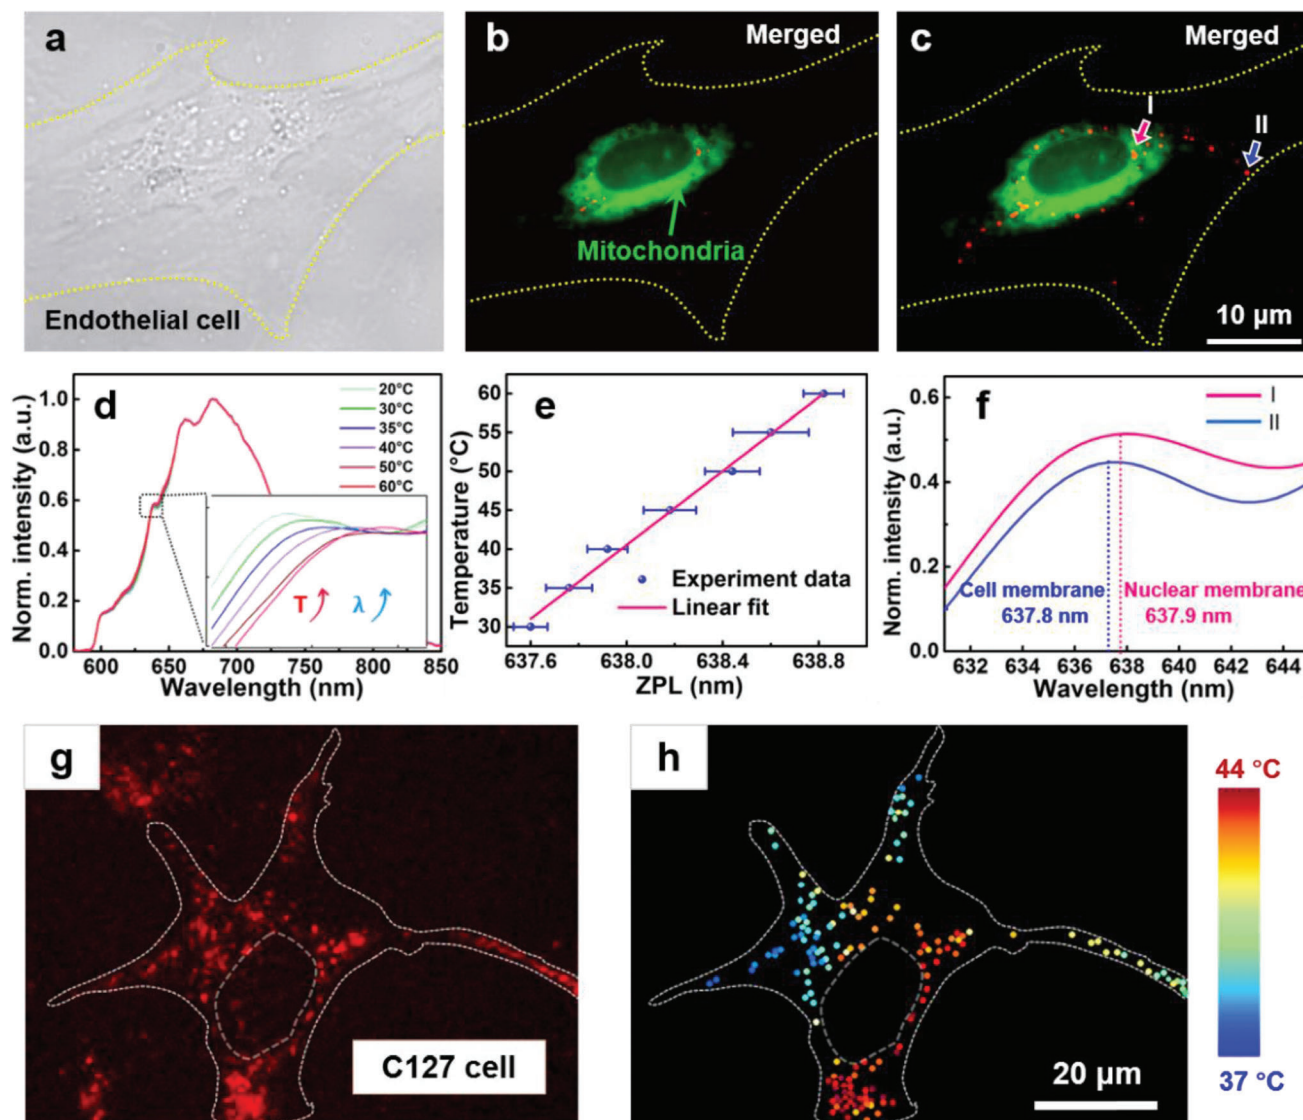 a
Endothelial cell
b
Merged
Mitochondria
c
Merged
I
II
10 μm
d
Norm. intensity (a.u.)
1.0
0.8
0.6
0.4
0.2
0.0
20°C
30°C
35°C
40°C
50°C
60°C
T
λ
600 650 700 750 800 850
Wavelength (nm)
e
Temperature (°C)
60
55
50
45
40
35
30
Experiment data
Linear fit
637.6 638.0 638.4 638.8
ZPL (nm)
f
Norm. intensity (a.u.)
0.6
0.4
0.2
0.0
I
II
Cell membrane
637.8 nm
Nuclear membrane
637.9 nm
632 634 636 638 640 642 644
Wavelength (nm)
g
C127 cell
h
20 μm
44 °C
37 °C